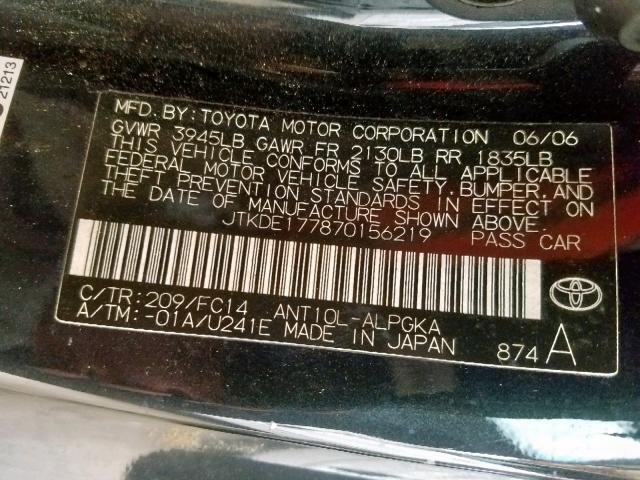 21213
MFD. BY: TOYOTA MOTOR CORPORATION 06/06
GVWR 3945LB GAWR FR 2130LB RR 1835LB
THIS VEHICLE CONFORMS TO ALL APPLICABLE
FEDERAL MOTOR VEHICLE SAFETY, BUMPER, AND
THEFT PREVENTION STANDARDS IN EFFECT ON
THE DATE OF MANUFACTURE SHOWN ABOVE.
JTKDE177870156219 PASS CAR
C/TR: 209/FC14 ANT10L-ALPGKA
A/TM: -01A/U241E MADE IN JAPAN
874 A